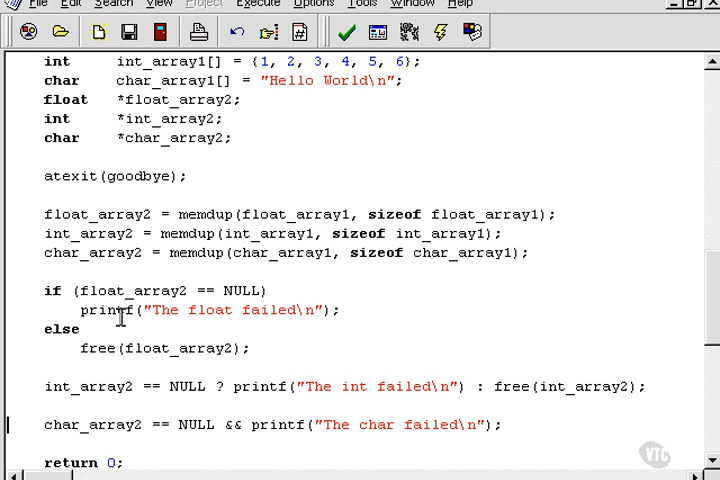 File Edit Search View Project Execute Options Tools Window Help
int int_array1[] = {1, 2, 3, 4, 5, 6};
char char_array1[] = "Hello World\n";
float *float_array2;
int *int_array2;
char *char_array2;
atexit(goodbye);
float_array2 = memdup(float_array1, sizeof float_array1);
int_array2 = memdup(int_array1, sizeof int_array1);
char_array2 = memdup(char_array1, sizeof char_array1);
if (float_array2 == NULL)
printf("The float failed\n");
else
free(float_array2);
int_array2 == NULL ? printf("The int failed\n") : free(int_array2);
char_array2 == NULL && printf("The char failed\n");
return 0;
VTC